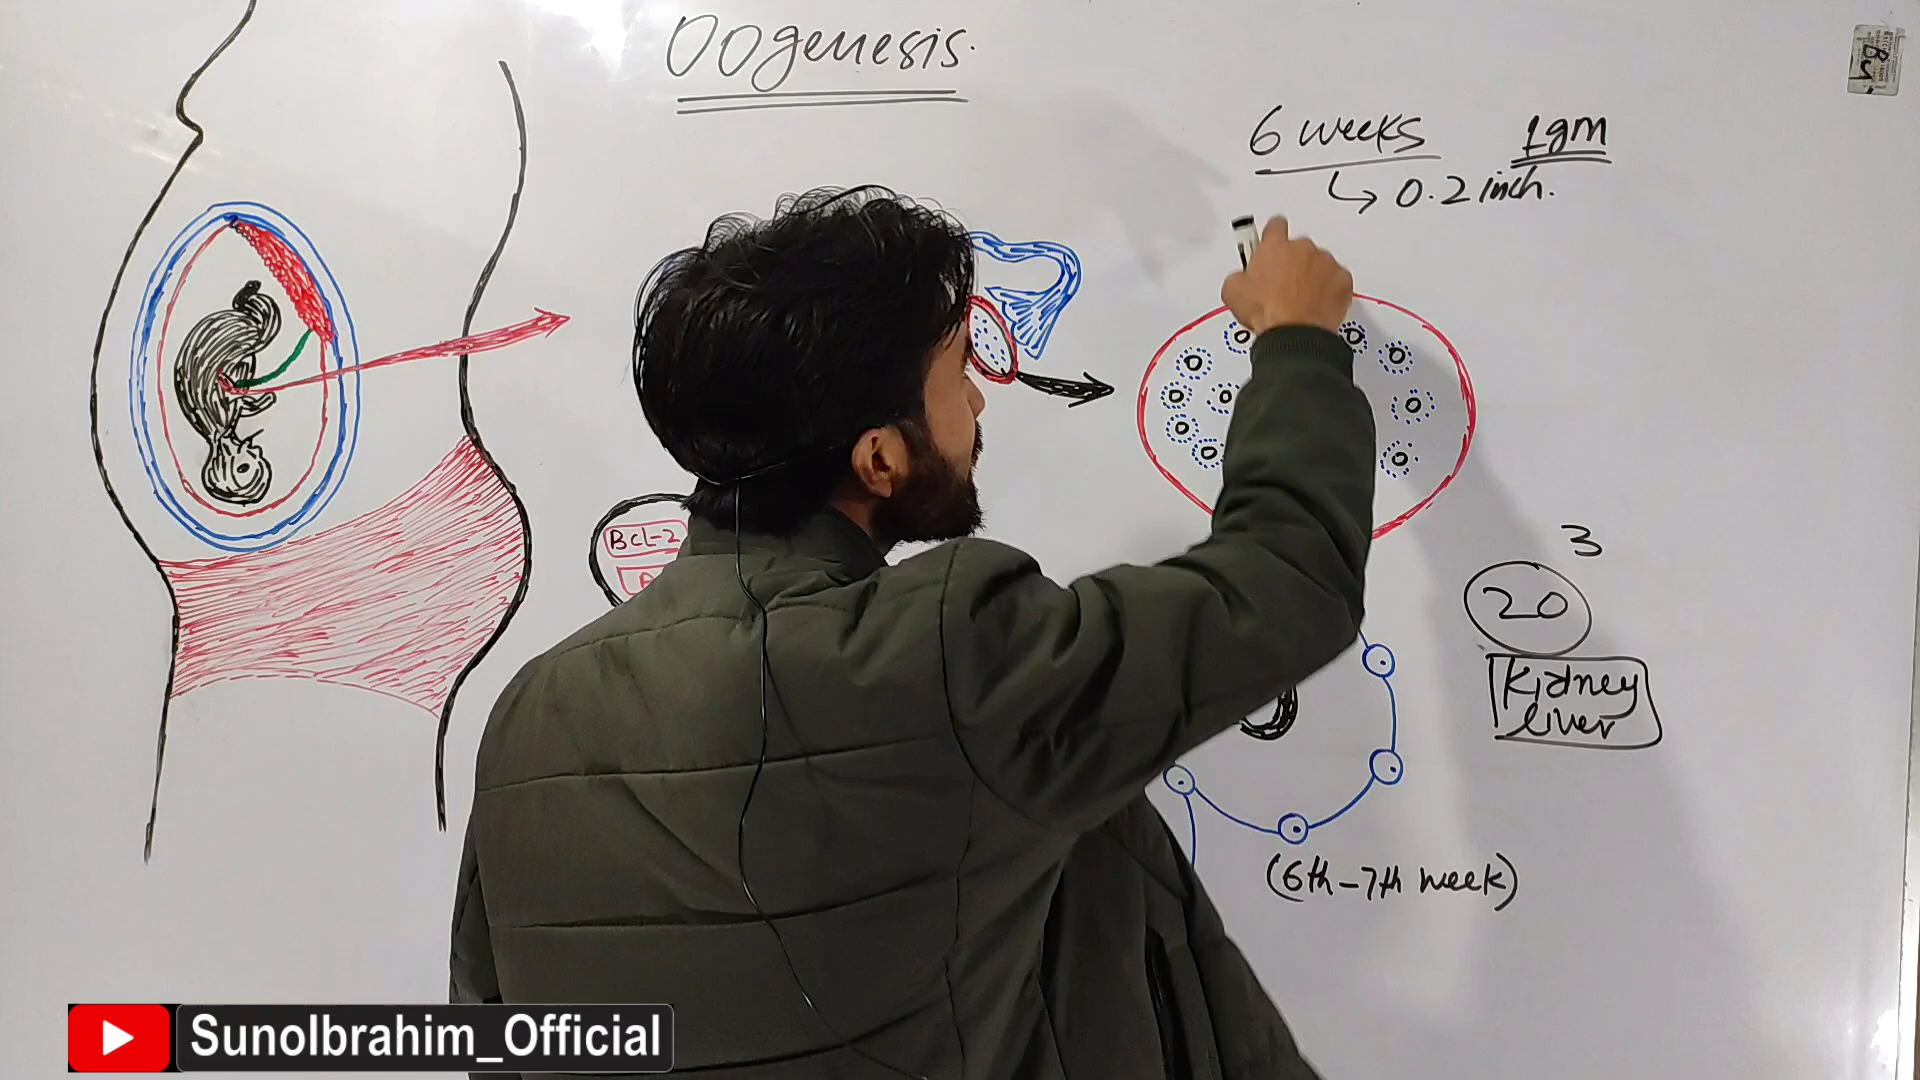 Oogenesis.
6 weeks 1gm
0.2 inch.
Bcl-2
3
20
Kidney
liver
(6th-7th week)
SunoIbrahim_Official